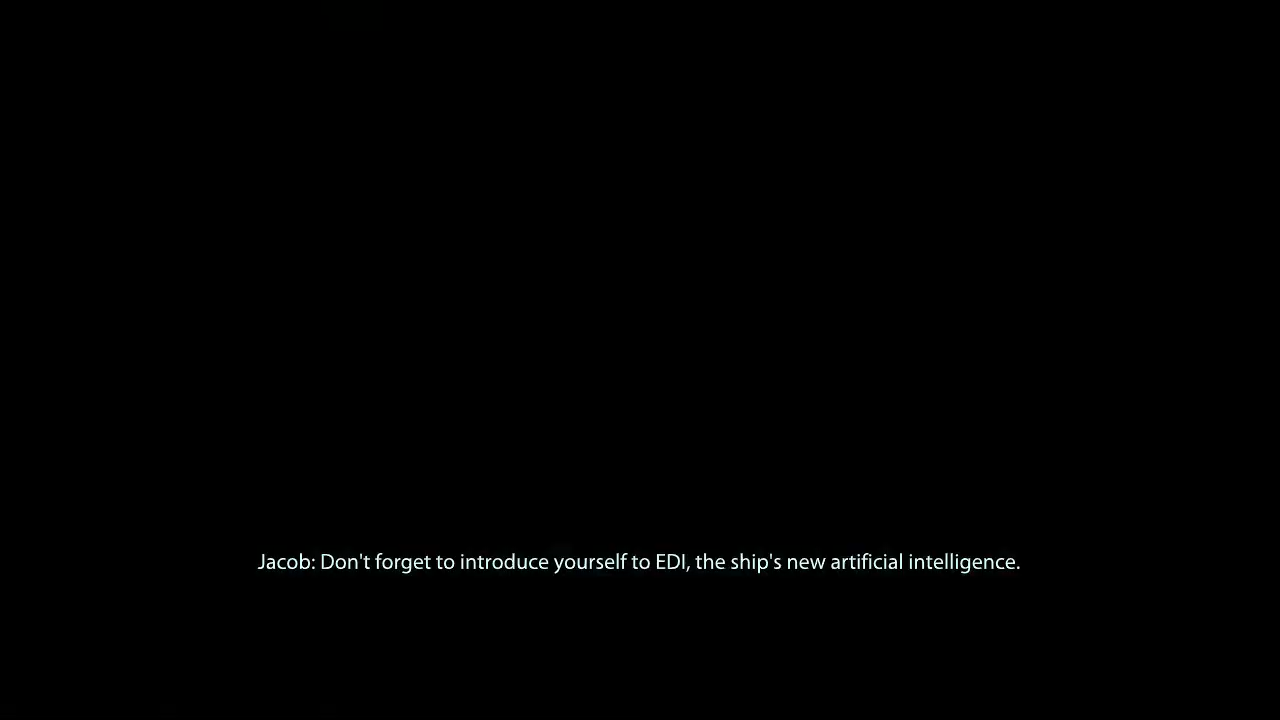 Jacob: Don't forget to introduce yourself to EDI, the ship's new artificial intelligence.